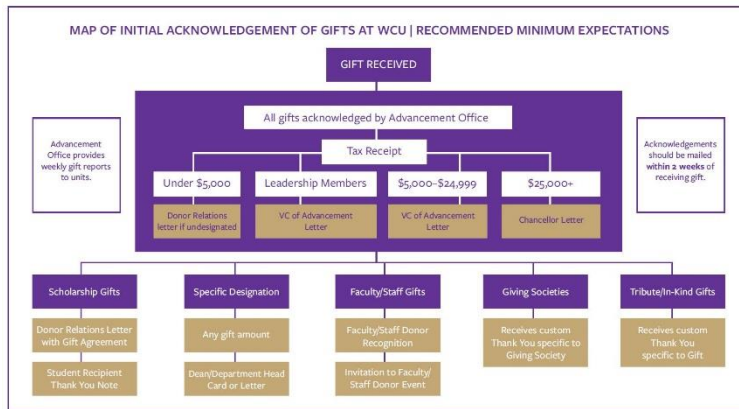 MAP OF INITIAL ACKNOWLEDGEMENT OF GIFTS AT WCU | RECOMMENDED MINIMUM EXPECTATIONS
GIFT RECEIVED
All gifts acknowledged by Advancement Office
Advancement
Office provides
weekly gift reports
to units.
Acknowledgements
should be mailed
within 2 weeks of
receiving gift.
Tax Receipt
Under $5,000
Leadership Members
$5,000-$24,999
$25,000+
Donor Relations
letter if undesignated
VC of Advancement
Letter
VC of Advancement
Letter
Chancellor Letter
Scholarship Gifts
Specific Designation
Faculty/Staff Gifts
Giving Societies
Tribute/In-Kind Gifts
Donor Relations Letter
with Gift Agreement
Any gift amount
Faculty/Staff Donor
Recognition
Receives custom
Thank You specific to
Giving Society
Receives custom
Thank You
specific to Gift
Student Recipient
Thank You Note
Dean/Department Head
Card or Letter
Invitation to Faculty/
Staff Donor Event